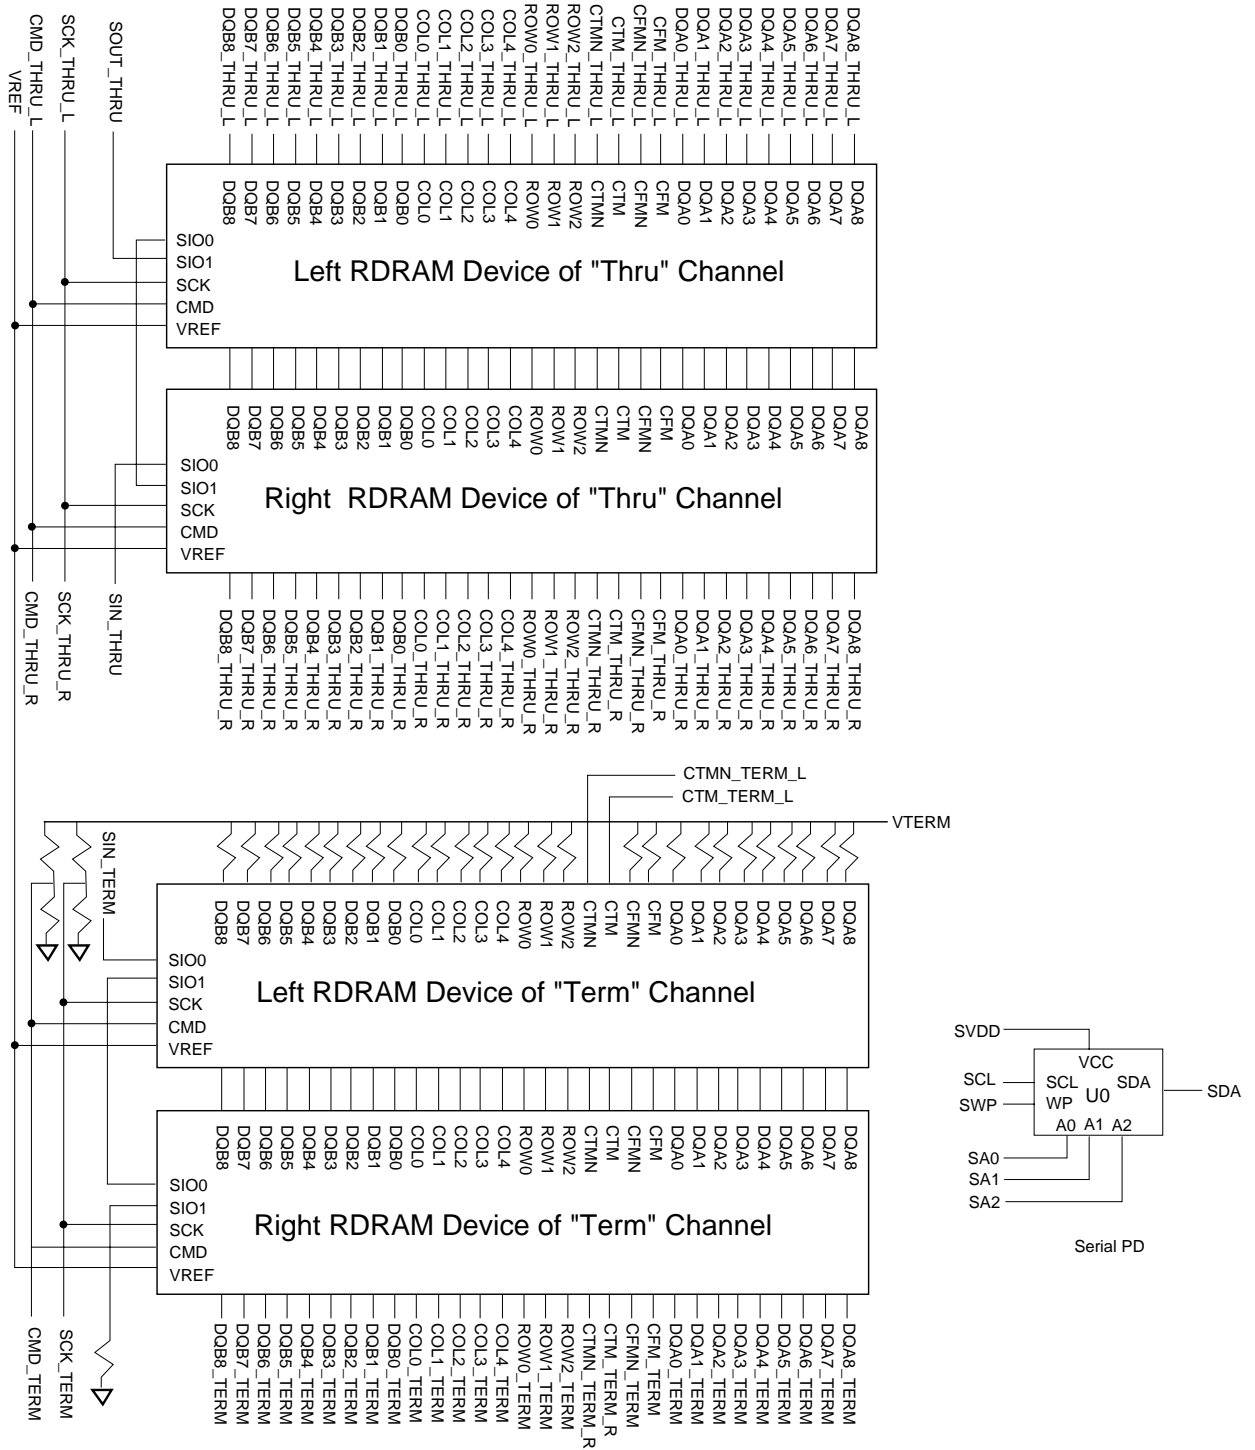 VREF
CMD_THRU_L
SCK_THRU_L
SOUT_THRU
DQB8_THRU_L
DQB7_THRU_L
DQB6_THRU_L
DQB5_THRU_L
DQB4_THRU_L
DQB3_THRU_L
DQB2_THRU_L
DQB1_THRU_L
DQB0_THRU_L
COL0_THRU_L
COL1_THRU_L
COL2_THRU_L
COL3_THRU_L
COL4_THRU_L
ROW0_THRU_L
ROW1_THRU_L
ROW2_THRU_L
CTMN_THRU_L
CTM_THRU_L
CFMN_THRU_L
CFM_THRU_L
DQA0_THRU_L
DQA1_THRU_L
DQA2_THRU_L
DQA3_THRU_L
DQA4_THRU_L
DQA5_THRU_L
DQA6_THRU_L
DQA7_THRU_L
DQA8_THRU_L
DQB8
DQB7
DQB6
DQB5
DQB4
DQB3
DQB2
DQB1
DQB0
COL0
COL1
COL2
COL3
COL4
ROW0
ROW1
ROW2
CTMN
CTM
CFMN
CFM
DQA0
DQA1
DQA2
DQA3
DQA4
DQA5
DQA6
DQA7
DQA8
SIO0
SIO1
SCK
CMD
VREF
Left RDRAM Device of "Thru" Channel
DQB8
DQB7
DQB6
DQB5
DQB4
DQB3
DQB2
DQB1
DQB0
COL0
COL1
COL2
COL3
COL4
ROW0
ROW1
ROW2
CTMN
CTM
CFMN
CFM
DQA0
DQA1
DQA2
DQA3
DQA4
DQA5
DQA6
DQA7
DQA8
SIO0
SIO1
SCK
CMD
VREF
Right RDRAM Device of "Thru" Channel
CMD_THRU_R
SCK_THRU_R
SIN_THRU
DQB8_THRU_R
DQB7_THRU_R
DQB6_THRU_R
DQB5_THRU_R
DQB4_THRU_R
DQB3_THRU_R
DQB2_THRU_R
DQB1_THRU_R
DQB0_THRU_R
COL0_THRU_R
COL1_THRU_R
COL2_THRU_R
COL3_THRU_R
COL4_THRU_R
ROW0_THRU_R
ROW1_THRU_R
ROW2_THRU_R
CTMN_THRU_R
CTM_THRU_R
CFMN_THRU_R
CFM_THRU_R
DQA0_THRU_R
DQA1_THRU_R
DQA2_THRU_R
DQA3_THRU_R
DQA4_THRU_R
DQA5_THRU_R
DQA6_THRU_R
DQA7_THRU_R
DQA8_THRU_R
CTMN_TERM_L
CTM_TERM_L
VTERM
SIN_TERM
DQB8
DQB7
DQB6
DQB5
DQB4
DQB3
DQB2
DQB1
DQB0
COL0
COL1
COL2
COL3
COL4
ROW0
ROW1
ROW2
CTMN
CTM
CFMN
CFM
DQA0
DQA1
DQA2
DQA3
DQA4
DQA5
DQA6
DQA7
DQA8
SIO0
SIO1
SCK
CMD
VREF
Left RDRAM Device of "Term" Channel
DQB8
DQB7
DQB6
DQB5
DQB4
DQB3
DQB2
DQB1
DQB0
COL0
COL1
COL2
COL3
COL4
ROW0
ROW1
ROW2
CTMN
CTM
CFMN
CFM
DQA0
DQA1
DQA2
DQA3
DQA4
DQA5
DQA6
DQA7
DQA8
SIO0
SIO1
SCK
CMD
VREF
Right RDRAM Device of "Term" Channel
CMD_TERM
SCK_TERM
DQB8_TERM
DQB7_TERM
DQB6_TERM
DQB5_TERM
DQB4_TERM
DQB3_TERM
DQB2_TERM
DQB1_TERM
DQB0_TERM
COL0_TERM
COL1_TERM
COL2_TERM
COL3_TERM
COL4_TERM
ROW0_TERM
ROW1_TERM
ROW2_TERM
CTMN_TERM_R
CTM_TERM_R
CFMN_TERM
CFM_TERM
DQA0_TERM
DQA1_TERM
DQA2_TERM
DQA3_TERM
DQA4_TERM
DQA5_TERM
DQA6_TERM
DQA7_TERM
DQA8_TERM
SVDD
VCC
SCL
SCL
SDA
SDA
SWP
WP
U0
A0 A1 A2
SA0
SA1
SA2
Serial PD